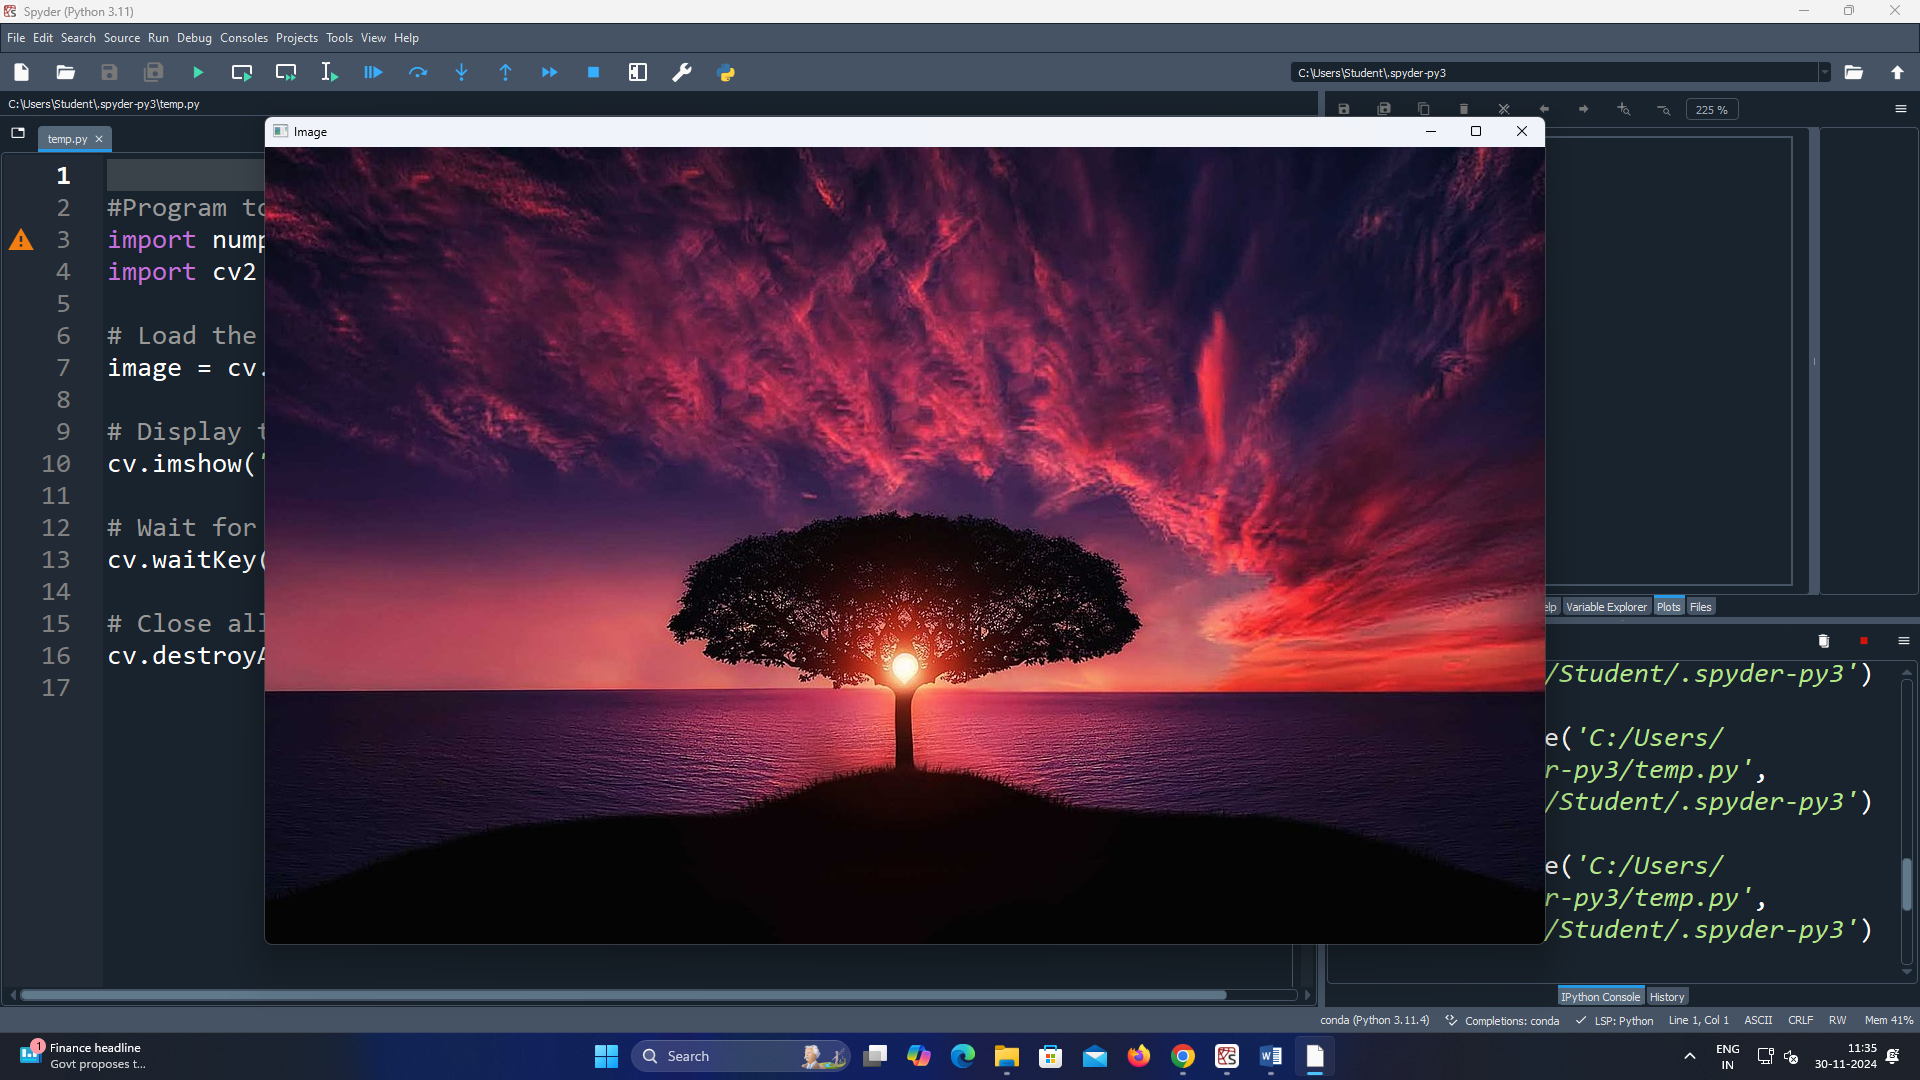 Spyder (Python 3.11)
File Edit Search Source Run Debug Consoles Projects Tools View Help
C:\Users\Student\.spyder-py3
C:\Users\Student\.spyder-py3\temp.py
225 %
temp.py
Image
1
2 #Program to
3 import nump
4 import cv2
5
6 # Load the
7 image = cv.
8
9 # Display t
10 cv.imshow('
11
12 # Wait for
13 cv.waitKey(
14
15 # Close all
16 cv.destroyA
17
elp Variable Explorer Plots Files
/Student/.spyder-py3')
e('C:/Users/
r-py3/temp.py',
/Student/.spyder-py3')
e('C:/Users/
r-py3/temp.py',
/Student/.spyder-py3')
IPython Console History
conda (Python 3.11.4) Completions: conda LSP: Python Line 1, Col 1 ASCII CRLF RW Mem 41%
1
Finance headline
Govt proposes t...
Search
ENG
IN
11:35
30-11-2024